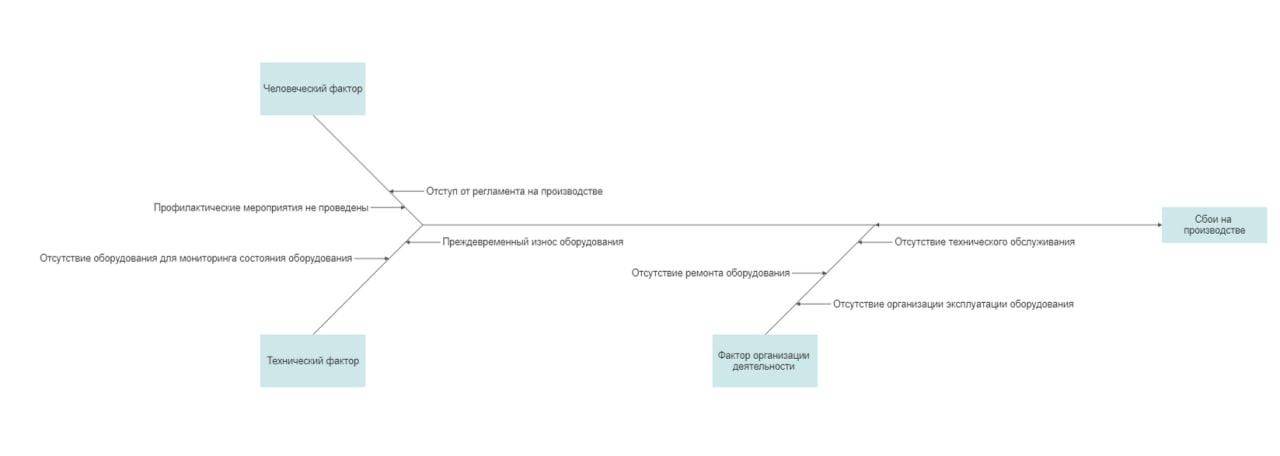 Человеческий фактор
Отступ от регламента на производстве
Профилактические мероприятия не проведены
Сбои на
производстве
Преждевременный износ оборудования
Отсутствие технического обслуживания
Отсутствие оборудования для мониторинга состояния оборудования
Отсутствие ремонта оборудования
Отсутствие организации эксплуатации оборудования
Технический фактор
Фактор организации
деятельности